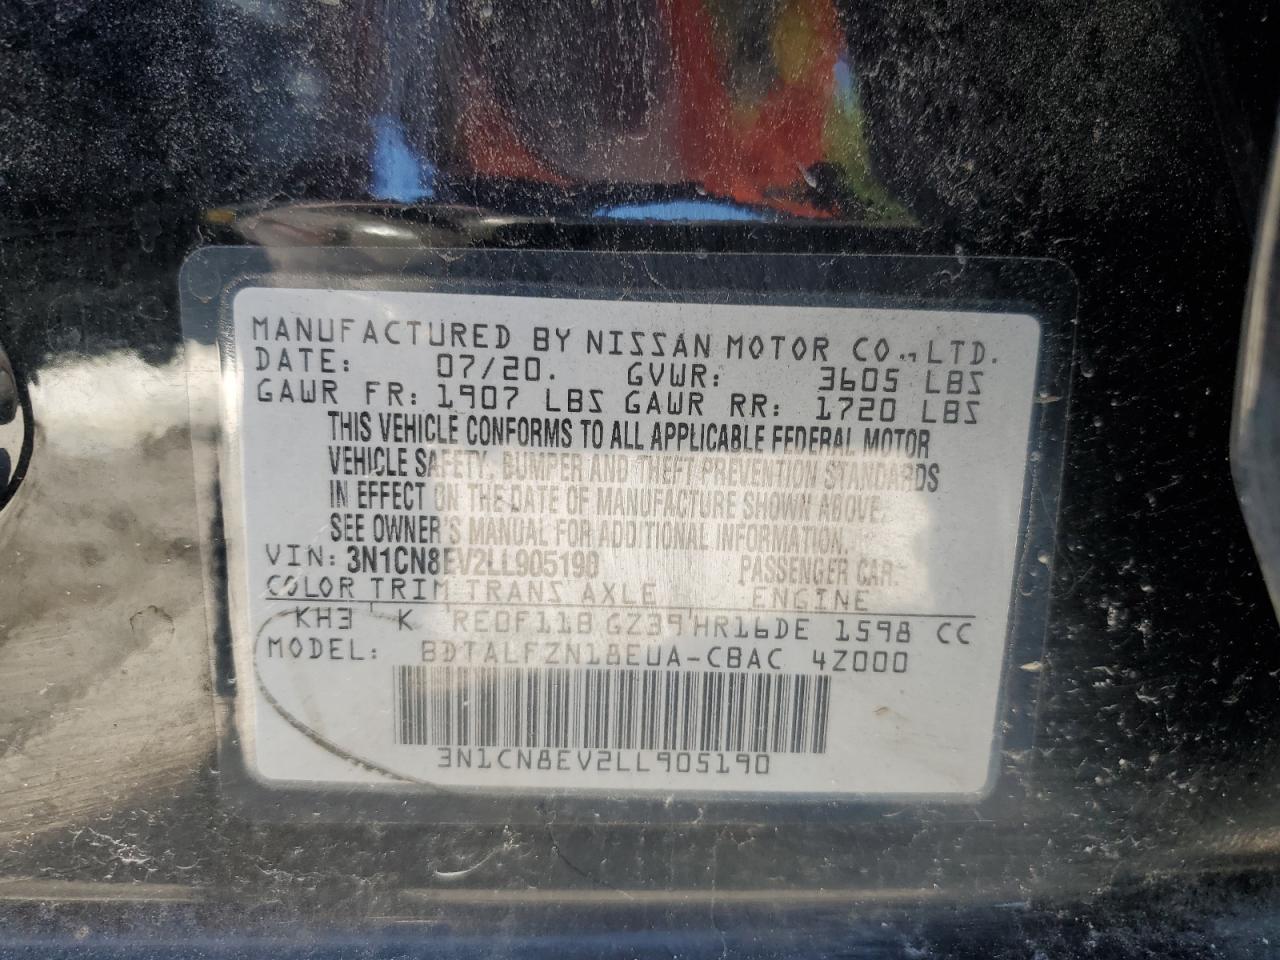 MANUFACTURED BY NISSAN MOTOR CO., LTD.
DATE: 07/20. GVWR: 3605 LBS
GAWR FR: 1907 LBS GAWR RR: 1720 LBS
THIS VEHICLE CONFORMS TO ALL APPLICABLE FEDERAL MOTOR
VEHICLE SAFETY, BUMPER AND THEFT PREVENTION STANDARDS
IN EFFECT ON THE DATE OF MANUFACTURE SHOWN ABOVE.
SEE OWNER'S MANUAL FOR ADDITIONAL INFORMATION.
VIN: 3N1CN8EV2LL905190 PASSENGER CAR.
COLOR TRIM TRANS AXLE ENGINE
KH3 K RE0F11B GZ39 HR16DE 1598 CC
MODEL: BDTALFZN18EUA-CBAC 4Z000
3N1CN8EV2LL905190